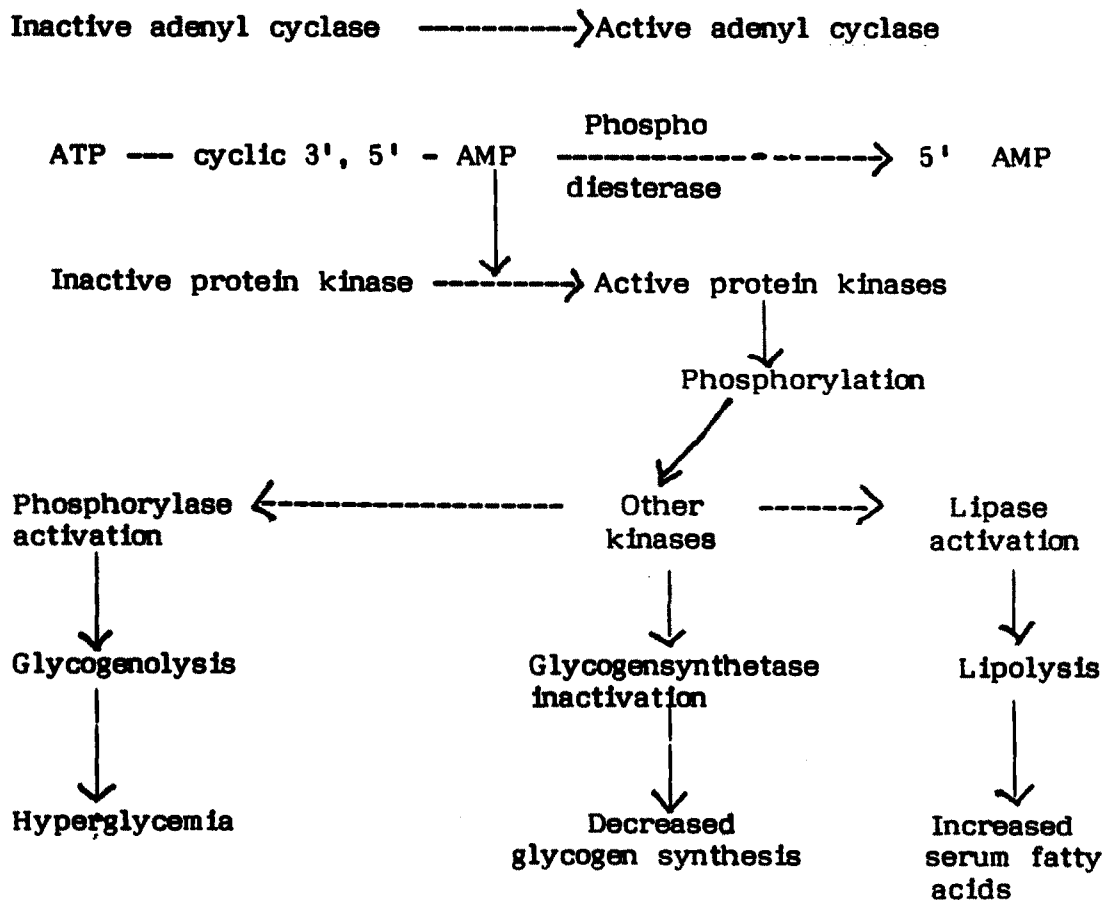 Inactive adenyl cyclase Active adenyl cyclase
Phospho
ATP --- cyclic 3', 5' - AMP 5' AMP
diesterase
Inactive protein kinase Active protein kinases
Phosphorylation
Phosphorylase Other Lipase
activation kinases activation
Glycogenolysis Glycogensynthetase Lipolysis
inactivation
Hyperglycemia Decreased Increased
glycogen synthesis serum fatty
acids